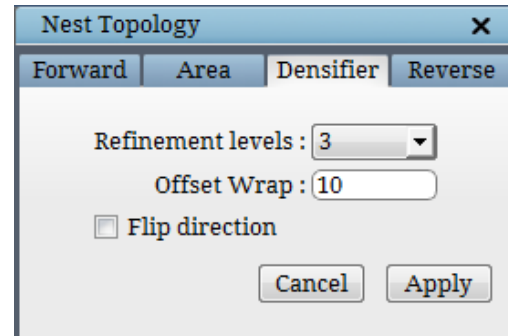 Nest Topology
Forward Area Densifier Reverse
Refinement levels : 3
Offset Wrap : 10
Flip direction
Cancel Apply